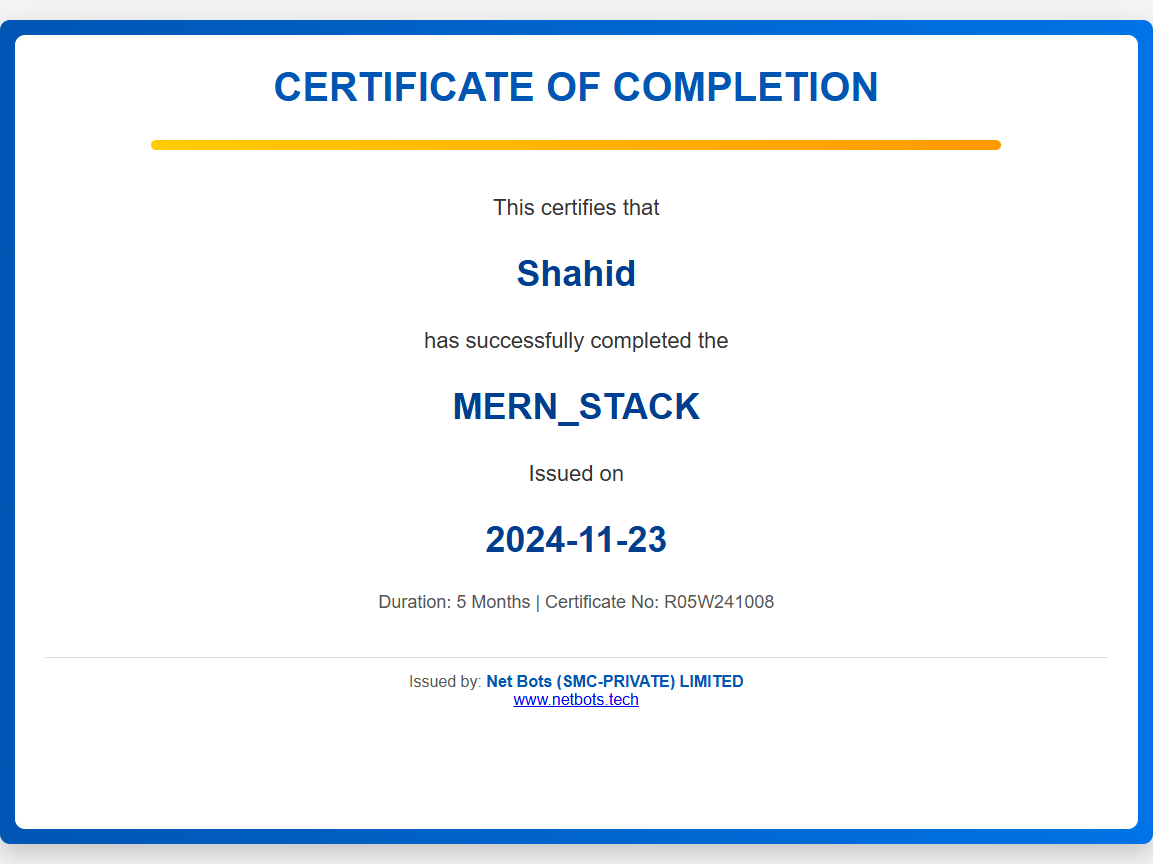 CERTIFICATE OF COMPLETION
This certifies that
Shahid
has successfully completed the
MERN_STACK
Issued on
2024-11-23
Duration: 5 Months | Certificate No: R05W241008
Issued by: Net Bots (SMC-PRIVATE) LIMITED
www.netbots.tech